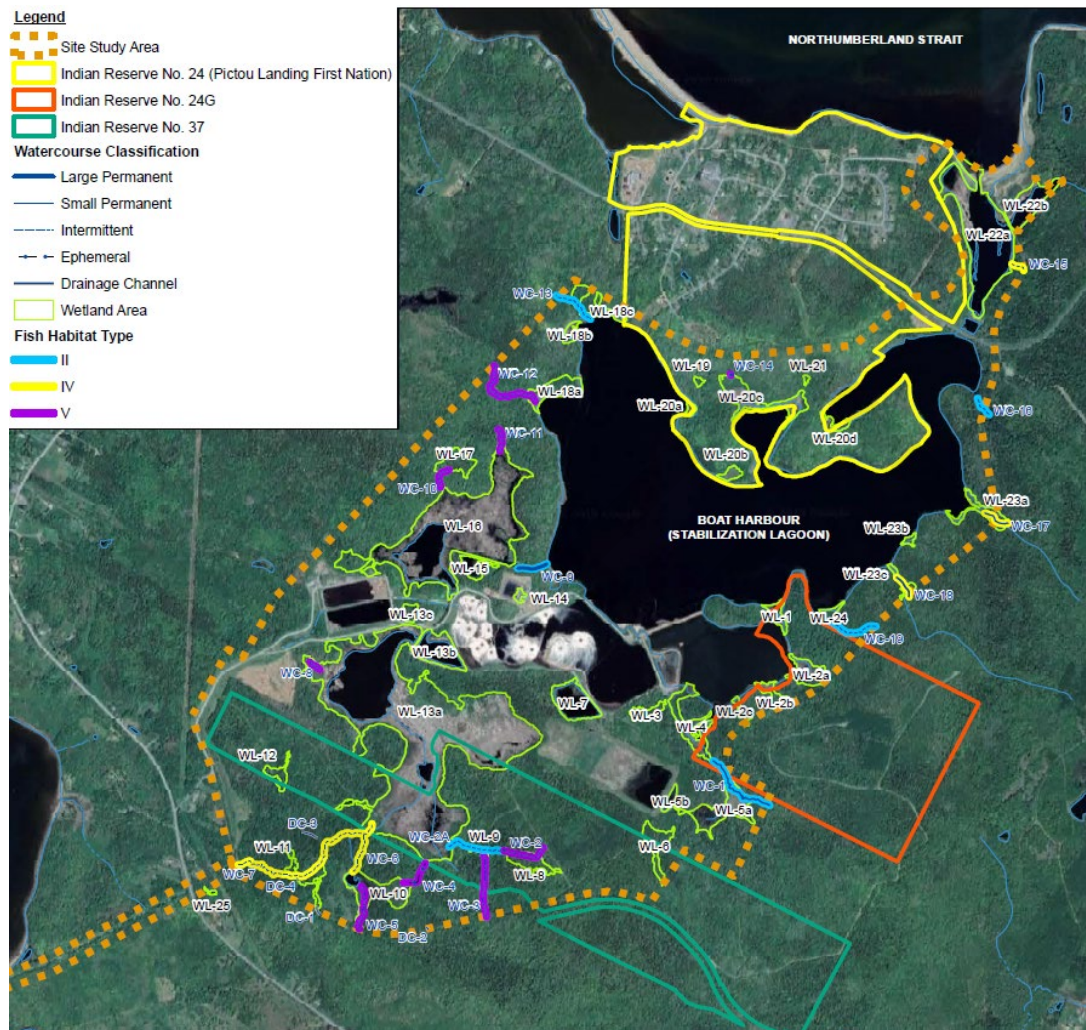 Legend
Site Study Area
Indian Reserve No. 24 (Pictou Landing First Nation)
Indian Reserve No. 24G
Indian Reserve No. 37
Watercourse Classification
Large Permanent
Small Permanent
Intermittent
Ephemeral
Drainage Channel
Wetland Area
Fish Habitat Type
II
IV
V
NORTHUMBERLAND STRAIT
WL-22b
WL-22a
WC-15
WC-13
WL-18c
WL-18b
WL-19
WC-14
WL-21
WC-12
WL-18a
WL-20a
WL-20c
WC-16
WC-11
WL-20d
WL-17
WL-20b
WC-10
WL-23a
WC-17
WL-16
BOAT HARBOUR
(STABILIZATION LAGOON)
WL-23b
WL-15
WC-9
WL-23c
WL-14
WC-18
WL-13c
WL-1
WL-24
WC-19
WL-13b
WC-8
WL-2a
WL-13a
WL-7
WL-3
WL-2c
WL-2b
WL-4
WL-12
WC-1
WL-5b
WL-5a
DC-3
WC-2A
WL-9
WC-2
WL-11
WC-6
WL-6
WC-7
DC-4
WL-8
WL-10
WC-4
WL-25
DC-1
WC-3
WC-5
DC-2